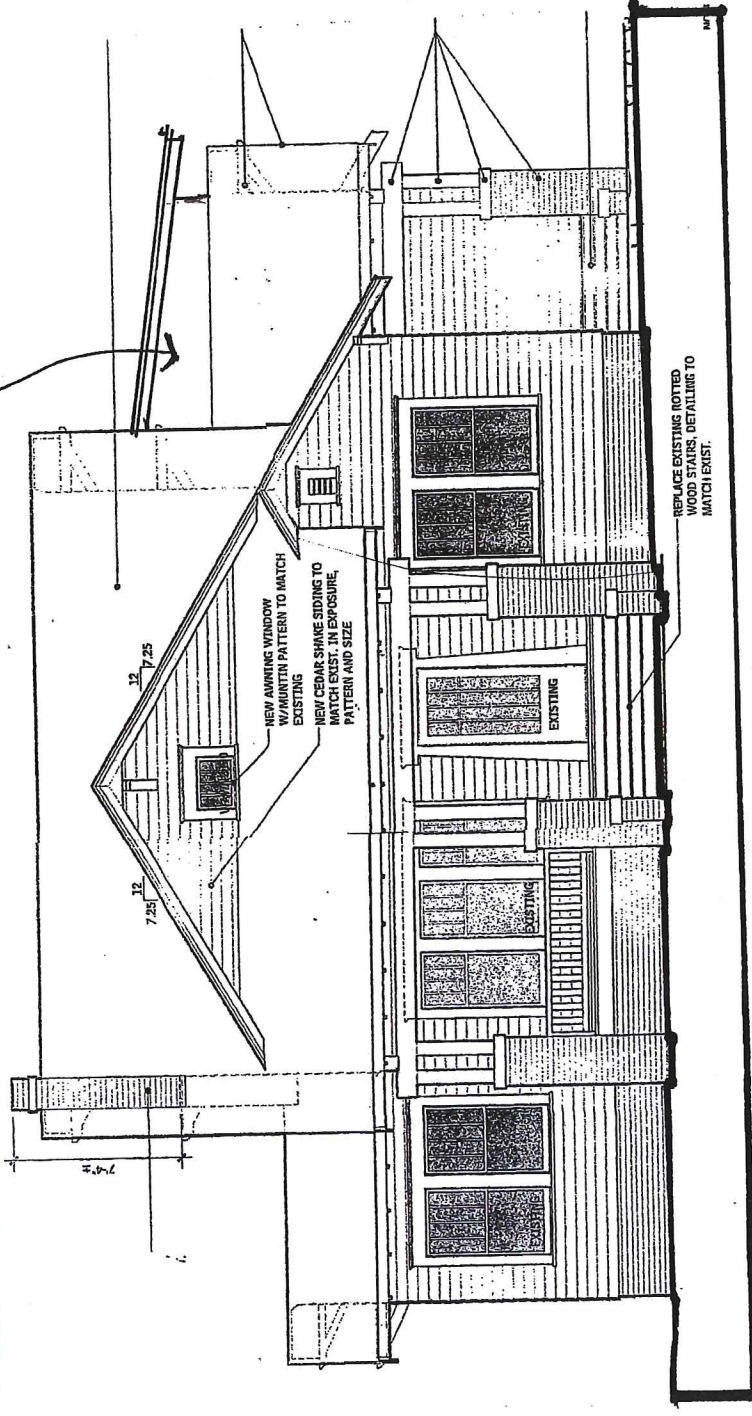 12
7.25
12
7.25
NEW AWNING WINDOW
W/MUNTIN PATTERN TO MATCH
EXISTING
NEW CEDAR SHAKE SIDING TO
MATCH EXIST. IN EXPOSURE,
PATTERN AND SIZE
7'-4" ±
EXISTING
EXISTING
EXISTING
EXISTING
REPLACE EXISTING ROTTED
WOOD STAIRS, DETAILING TO
MATCH EXIST.